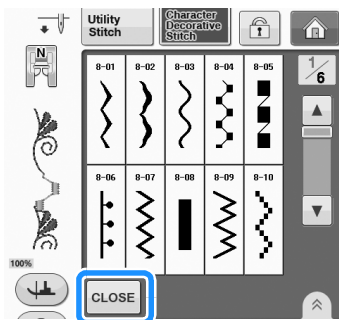 Utility
Stitch
Character
Decorative
Stitch
N
8-01 8-02 8-03 8-04 8-05
1/6
8-06 8-07 8-08 8-09 8-10
100%
CLOSE